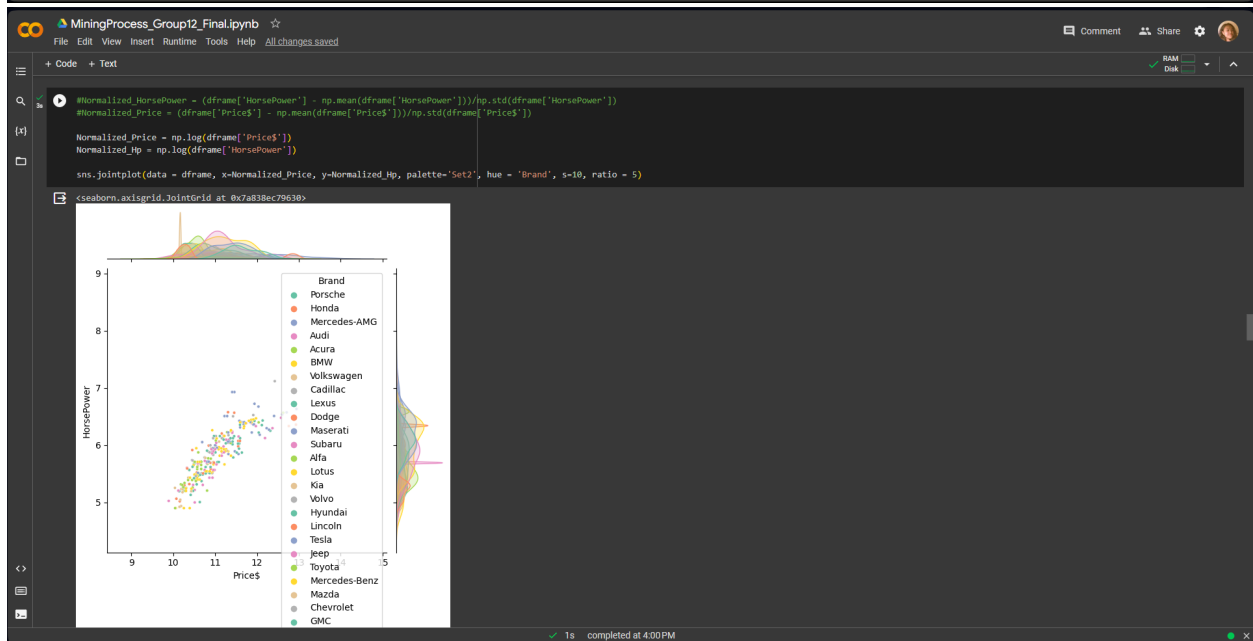 MiningProcess_Group12_Final.ipynb
File Edit View Insert Runtime Tools Help All changes saved
Comment Share
+ Code + Text
RAM
Disk
3s
#Normalized_HorsePower = (dframe['HorsePower'] - np.mean(dframe['HorsePower']))/np.std(dframe['HorsePower'])
#Normalized_Price = (dframe['Price$'] - np.mean(dframe['Price$']))/np.std(dframe['Price$'])
{x}
Normalized_Price = np.log(dframe['Price$'])
Normalized_Hp = np.log(dframe['HorsePower'])
sns.jointplot(data = dframe, x=Normalized_Price, y=Normalized_Hp, palette='Set2', hue = 'Brand', s=10, ratio = 5)
<seaborn.axisgrid.JointGrid at 0x7a838ec79630>
9
8
7
6
5
HorsePower
Brand
Porsche
Honda
Mercedes-AMG
Audi
Acura
BMW
Volkswagen
Cadillac
Lexus
Dodge
Maserati
Subaru
Alfa
Lotus
Kia
Volvo
Hyundai
Lincoln
Tesla
Jeep
Toyota
Mercedes-Benz
Mazda
Chevrolet
GMC
9 10 11 12 13 14 15
Price$
1s completed at 4:00 PM